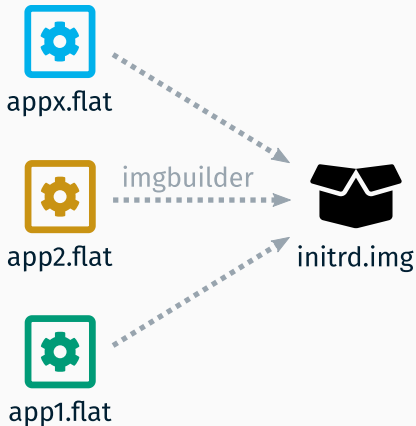 appx.flat
imgbuilder
app2.flat
initrd.img
app1.flat